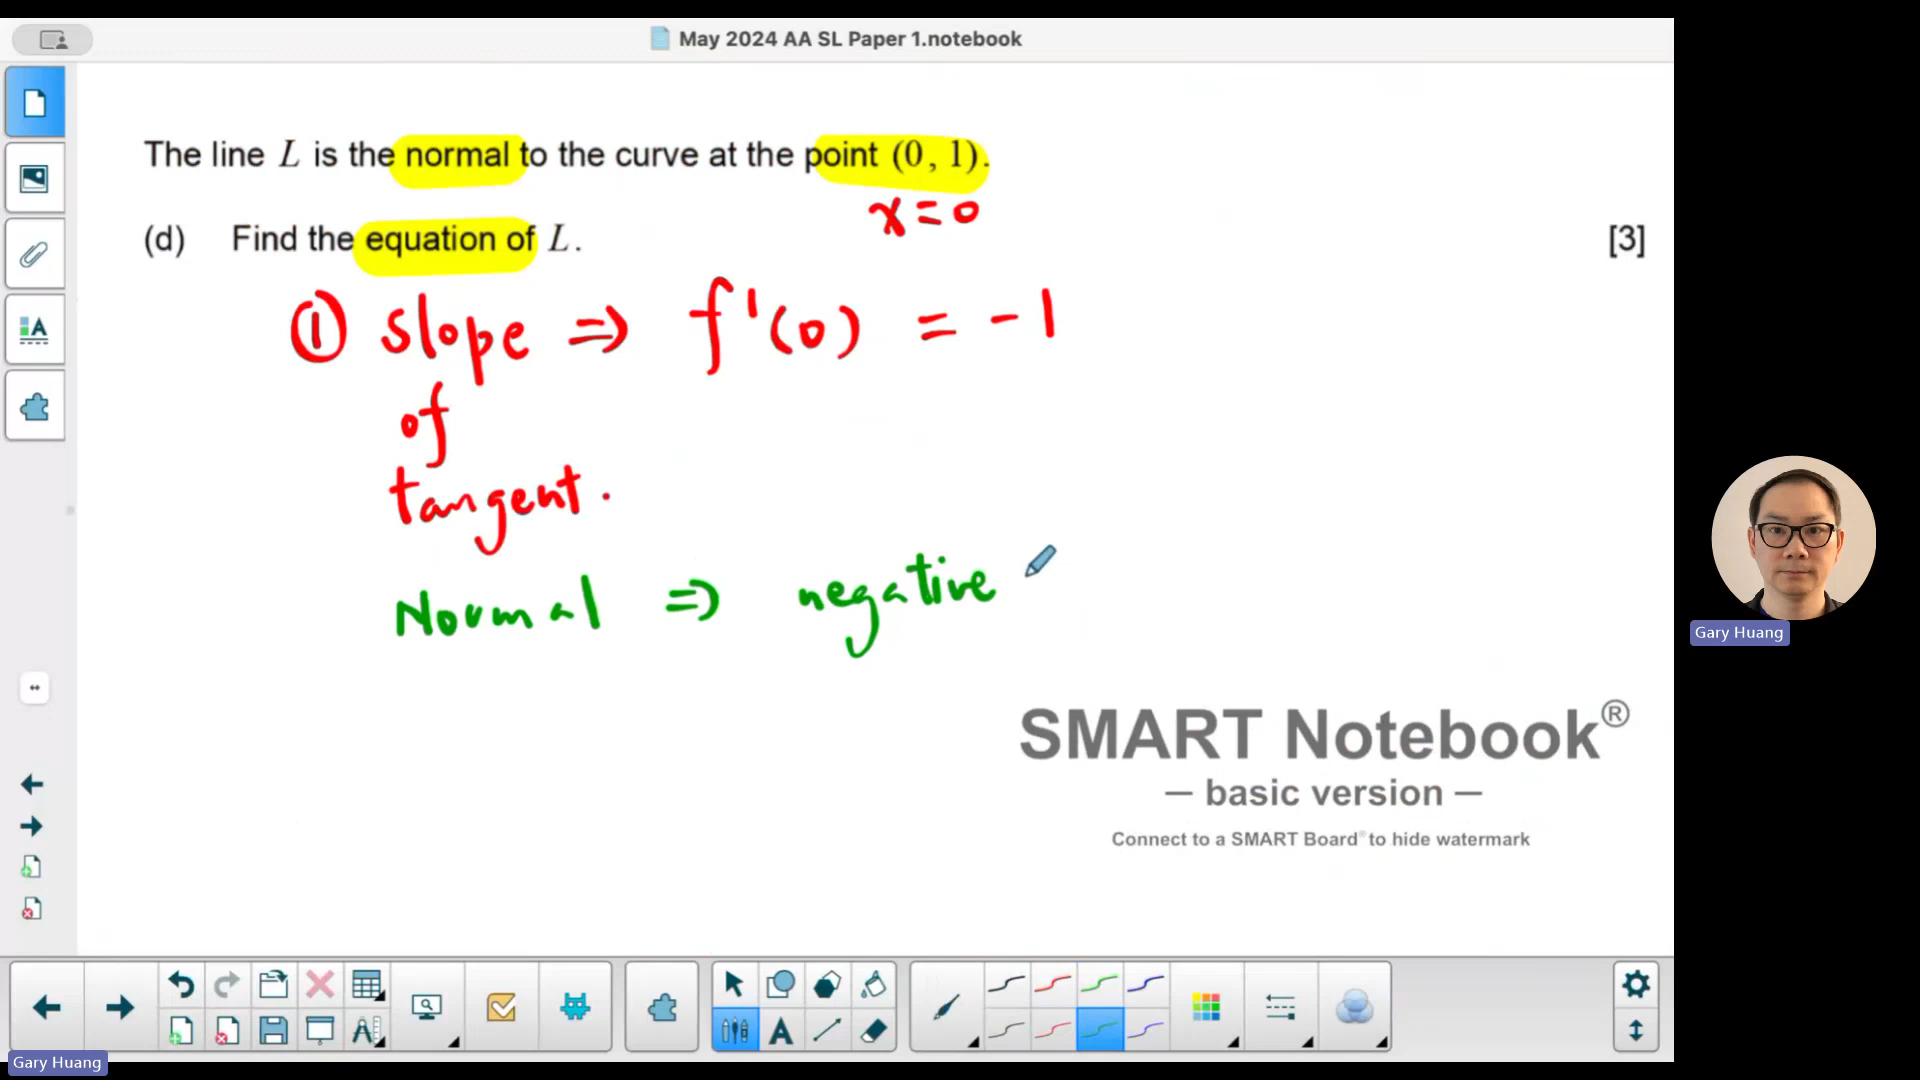 May 2024 AA SL Paper 1.notebook
The line L is the normal to the curve at the point (0, 1).
x = 0
(d) Find the equation of L. [3]
① slope ⇒ f'(0) = -1
of
tangent.
Normal ⇒ negative
Gary Huang
SMART Notebook®
— basic version —
Connect to a SMART Board® to hide watermark
Gary Huang